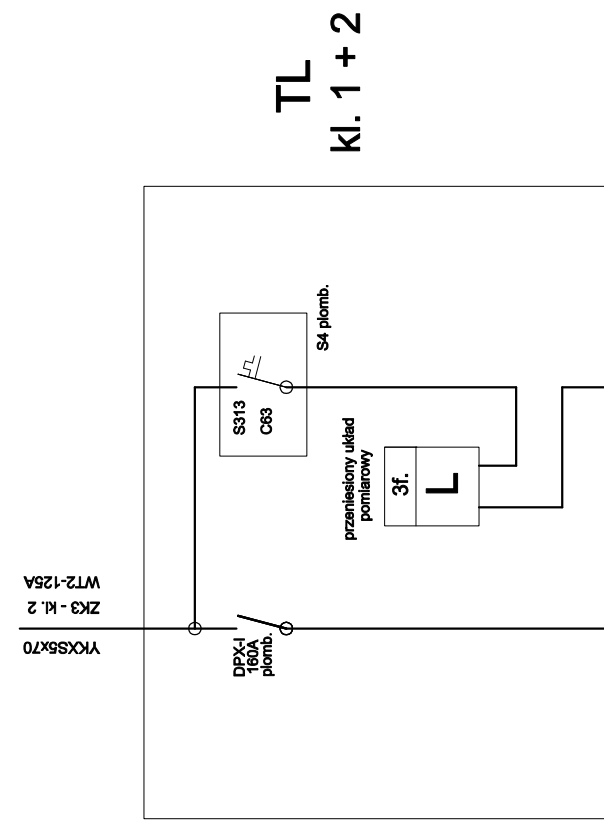 TL
kl. 1 + 2
S4 plomb.
S313
C63
przeniesiony układ
pomiarowy
3f.
L
WT2-125A
ZK3 - kl. 2
YKXS5x70
DPX-I
160A
plomb.